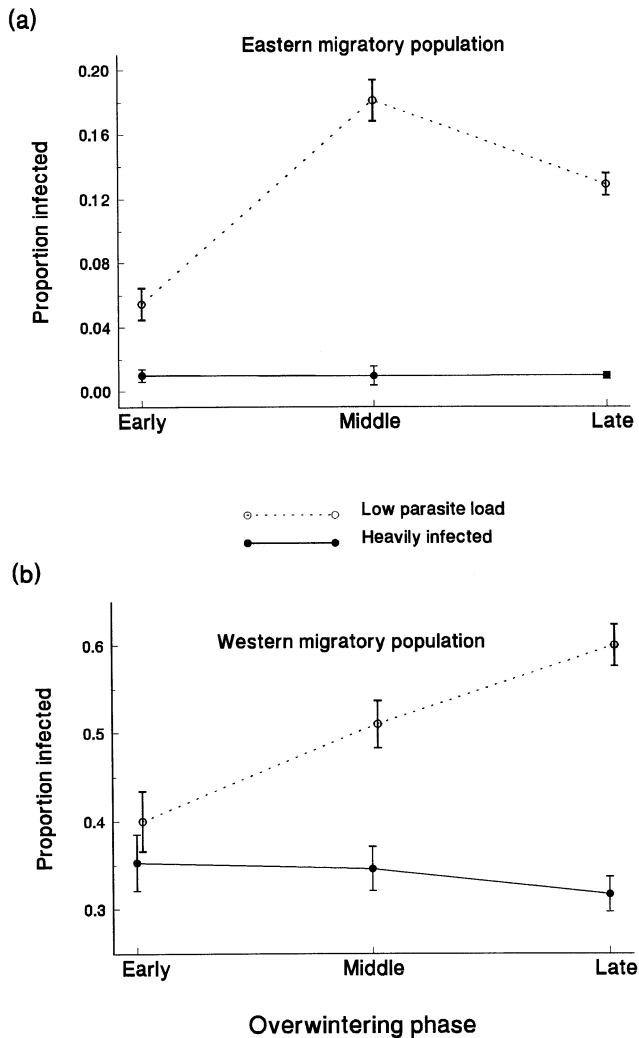 (a)
Eastern migratory population
Proportion infected
0.20
0.16
0.12
0.08
0.04
0.00
Early Middle Late
Low parasite load
Heavily infected
(b)
Western migratory population
Proportion infected
0.6
0.5
0.4
0.3
Early Middle Late
Overwintering phase